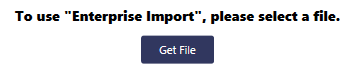 To use "Enterprise Import", please select a file.
Get File